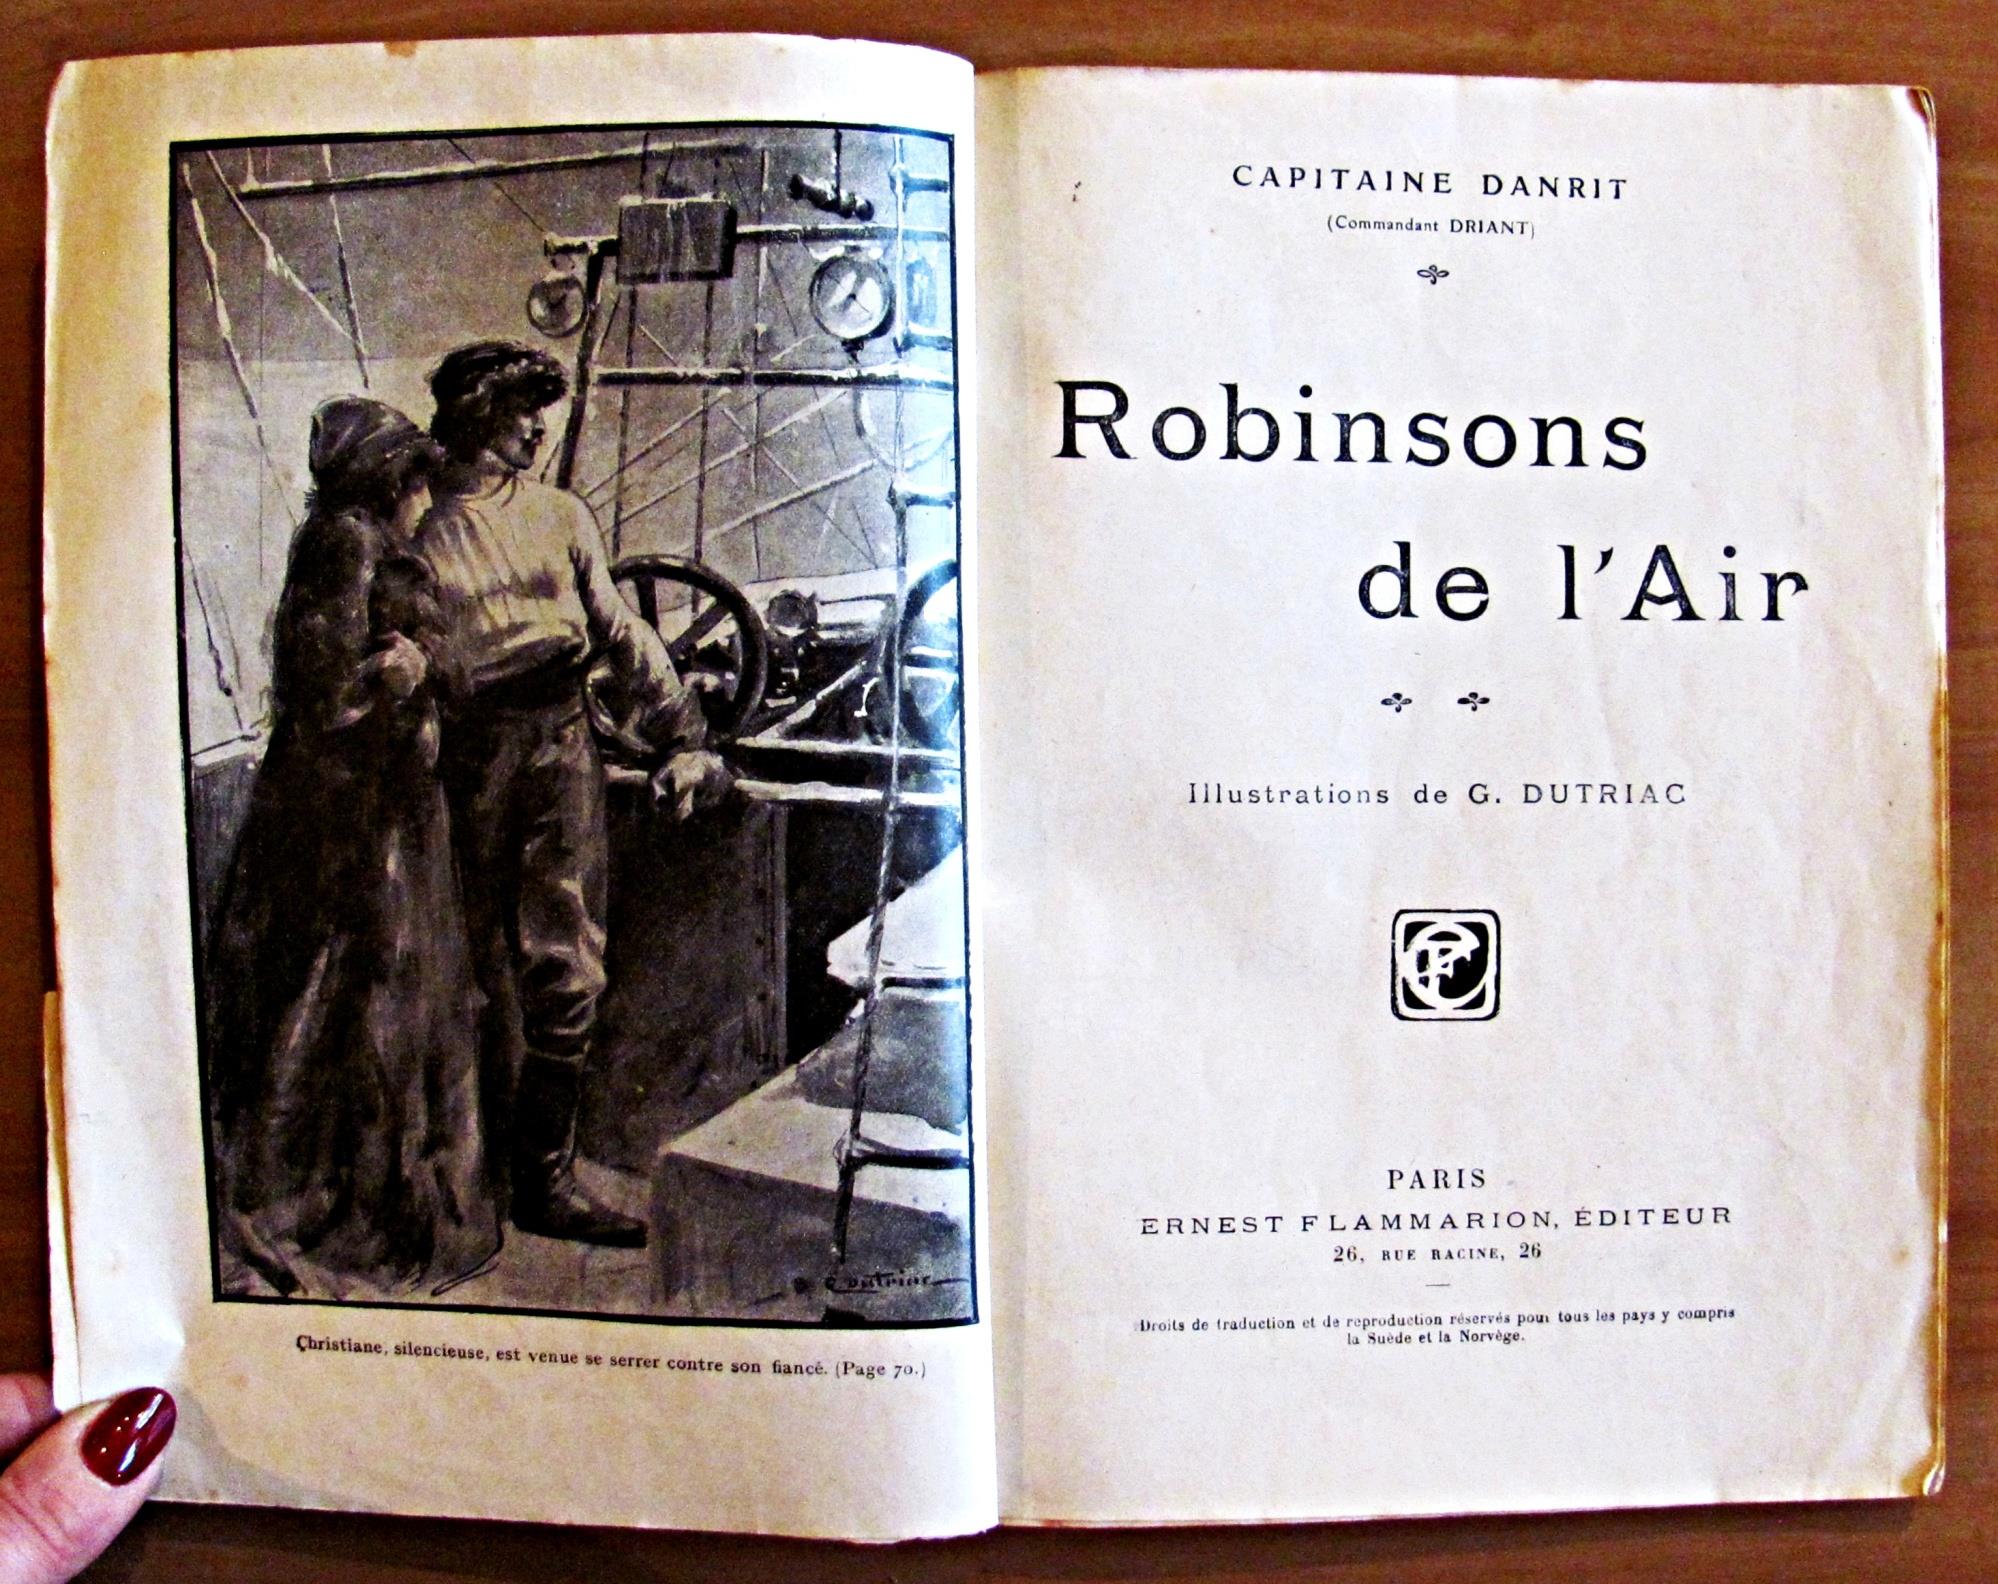 Christiane, silencieuse, est venue se serrer contre son fiancé. (Page 70.)
CAPITAINE DANRIT
(Commandant DRIANT)
Robinsons
de l'Air
Illustrations de G. DUTRIAC
PARIS
ERNEST FLAMMARION, ÉDITEUR
26, RUE RACINE, 26
Droits de traduction et de reproduction réservés pour tous les pays y compris
la Suède et la Norvège.